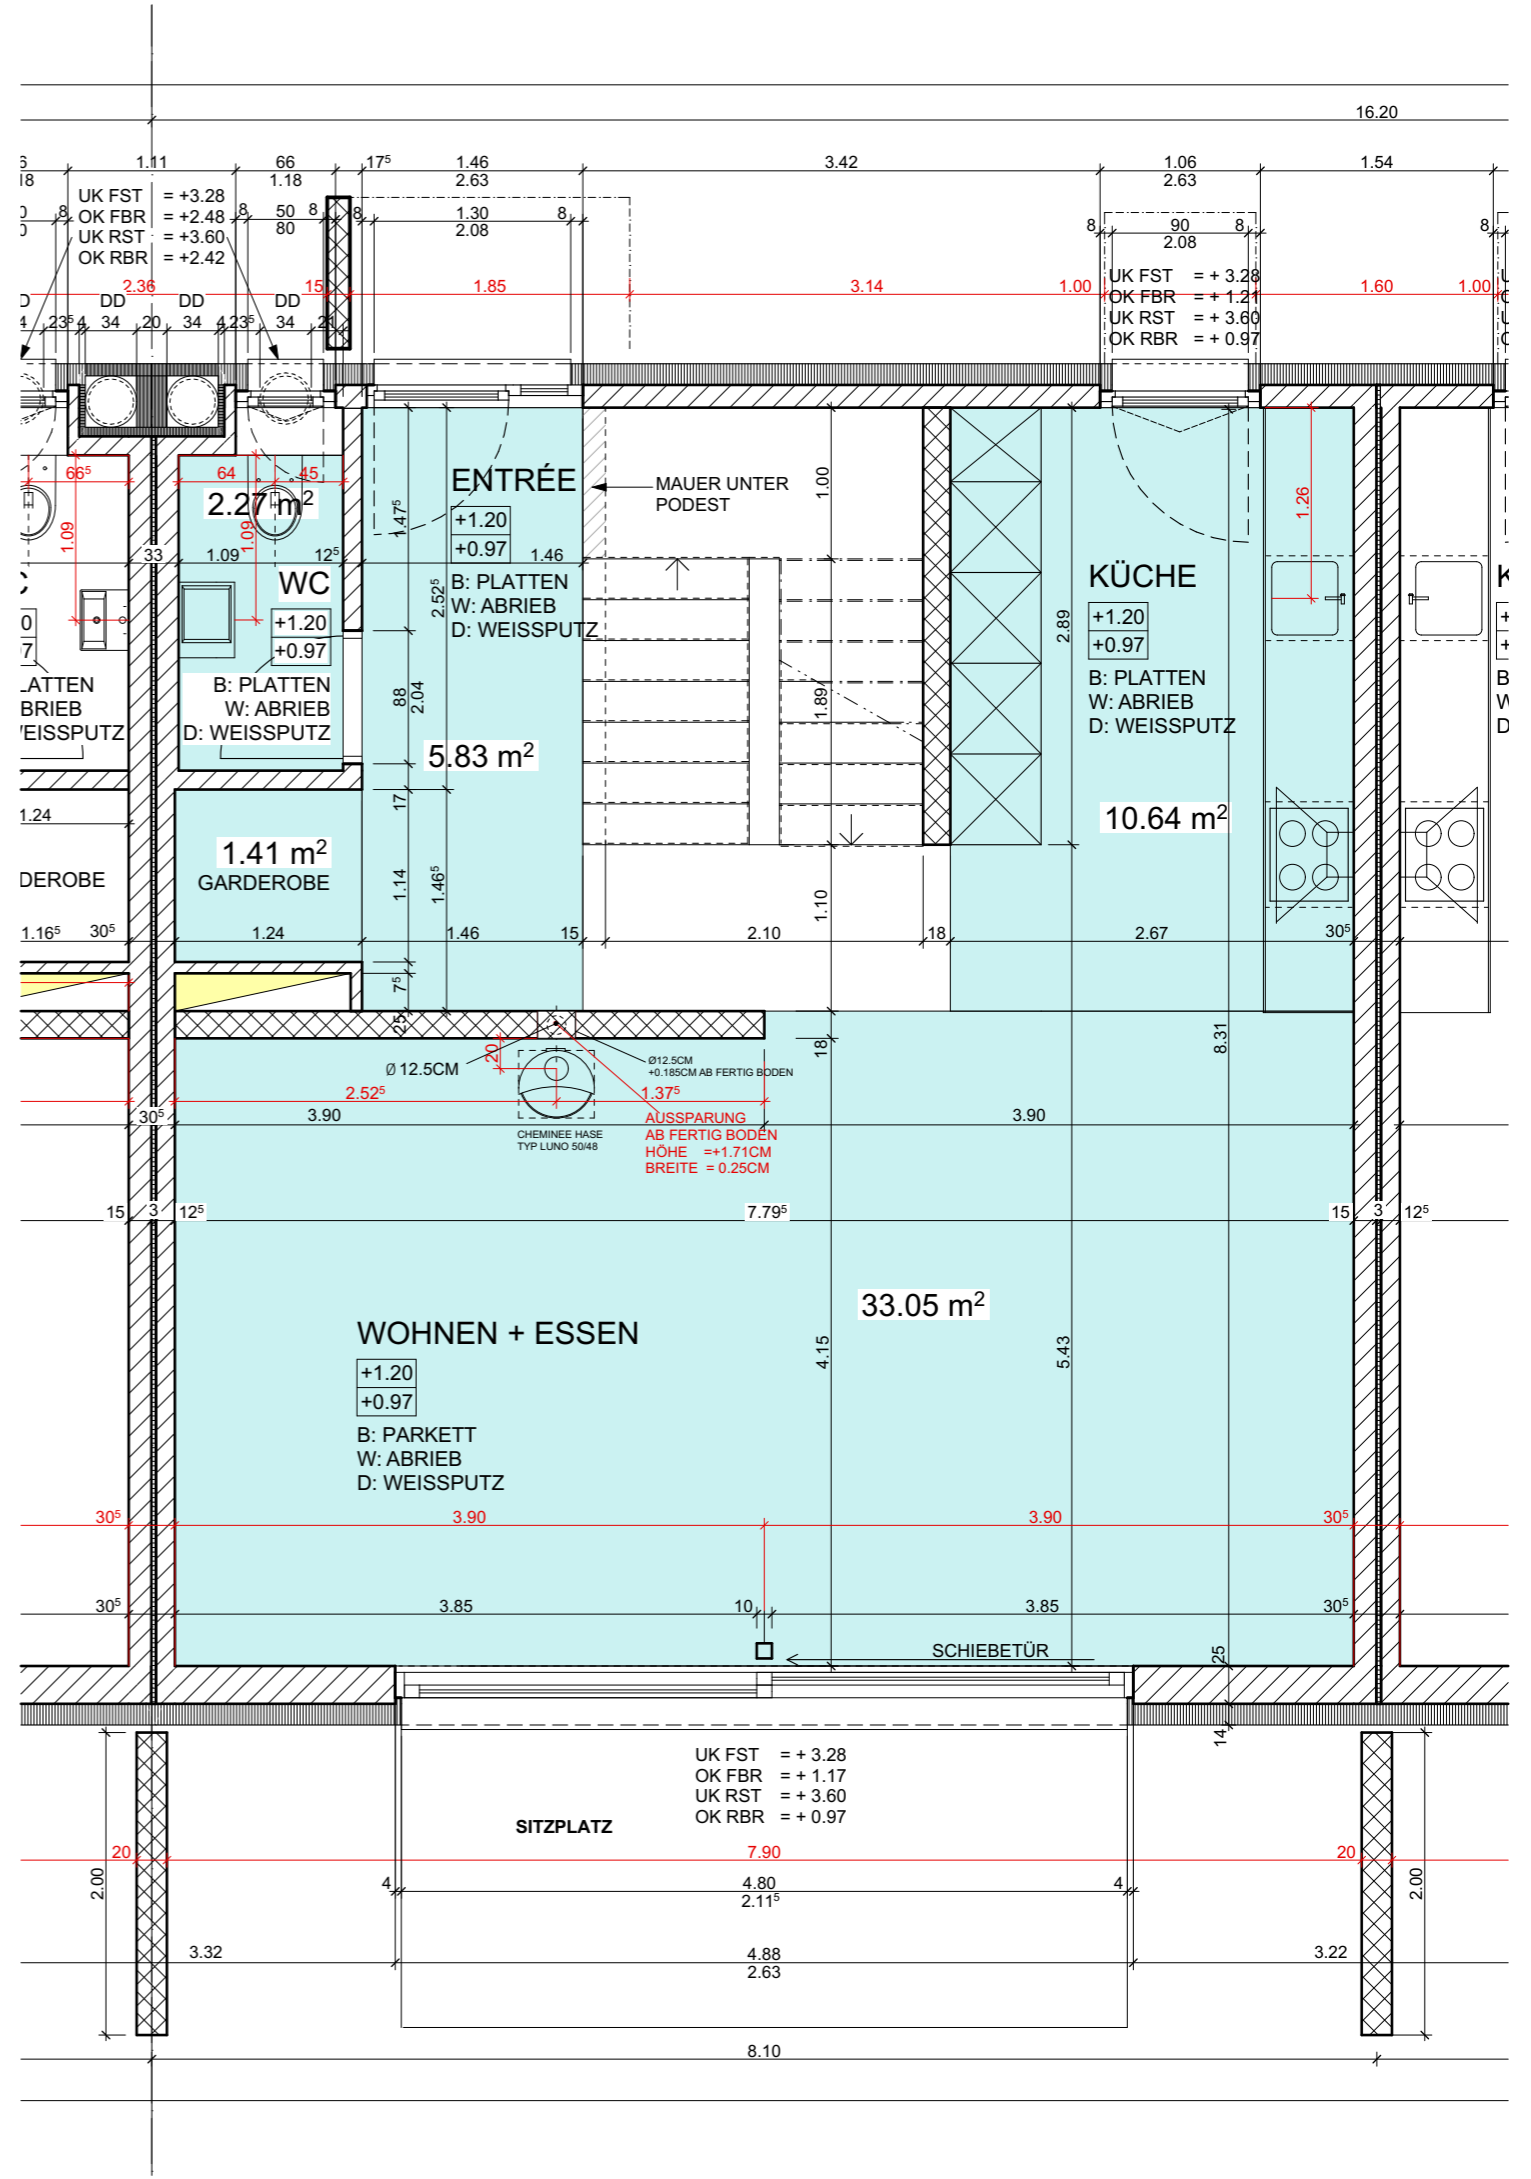 16.20
1.11 66 17⁵ 1.46 3.42 1.06 1.54
1.18 2.63 2.63
UK FST = +3.28
OK FBR = +2.48
UK RST = +3.60
OK RBR = +2.42
8 8 50 8 8 1.30 8 8 90 8 8
80 2.08 2.08
UK FST = + 3.28
OK FBR = + 1.21
UK RST = + 3.60
OK RBR = + 0.97
2.36 15 1.85 3.14 1.00 1.60 1.00
DD DD DD
23⁵ 4 34 20 34 4 23⁵ 34 21
66⁵ 64 45
2.27 m²
ENTRÉE
+1.20
+0.97
MAUER UNTER
PODEST
1.47⁵
1.00
1.26
1.09
1.09
33 1.09 12⁵ 1.46
B: PLATTEN
W: ABRIEB
D: WEISSPUTZ
2.52⁵
WC
+1.20
+0.97
B: PLATTEN
W: ABRIEB
D: WEISSPUTZ
KÜCHE
+1.20
+0.97
B: PLATTEN
W: ABRIEB
D: WEISSPUTZ
2.89
88
2.04
1.89
5.83 m²
10.64 m²
17
1.24
1.41 m²
GARDEROBE
DEROBE
1.14
1.46⁵
1.10
1.16⁵ 30⁵ 1.24 1.46 15 2.10 18 2.67 30⁵
7⁵
25
18
8.31
20
Ø 12.5CM
Ø12.5CM
+0.185CM AB FERTIG BODEN
2.52⁵ 1.37⁵
30⁵ 3.90 3.90
AUSSPARUNG
AB FERTIG BODEN
HÖHE =+1.71CM
BREITE = 0.25CM
CHEMINEE HASE
TYP LUNO 50/48
15 3 12⁵ 7.79⁵ 15 3 12⁵
33.05 m²
WOHNEN + ESSEN
+1.20
+0.97
B: PARKETT
W: ABRIEB
D: WEISSPUTZ
4.15
5.43
30⁵ 3.90 3.90 30⁵
30⁵ 3.85 10 3.85 30⁵
SCHIEBETÜR
25
14
UK FST = + 3.28
OK FBR = + 1.17
UK RST = + 3.60
OK RBR = + 0.97
SITZPLATZ
20 7.90 20
2.00
2.00
4 4.80 4
2.11⁵
3.32 4.88 3.22
2.63
8.10